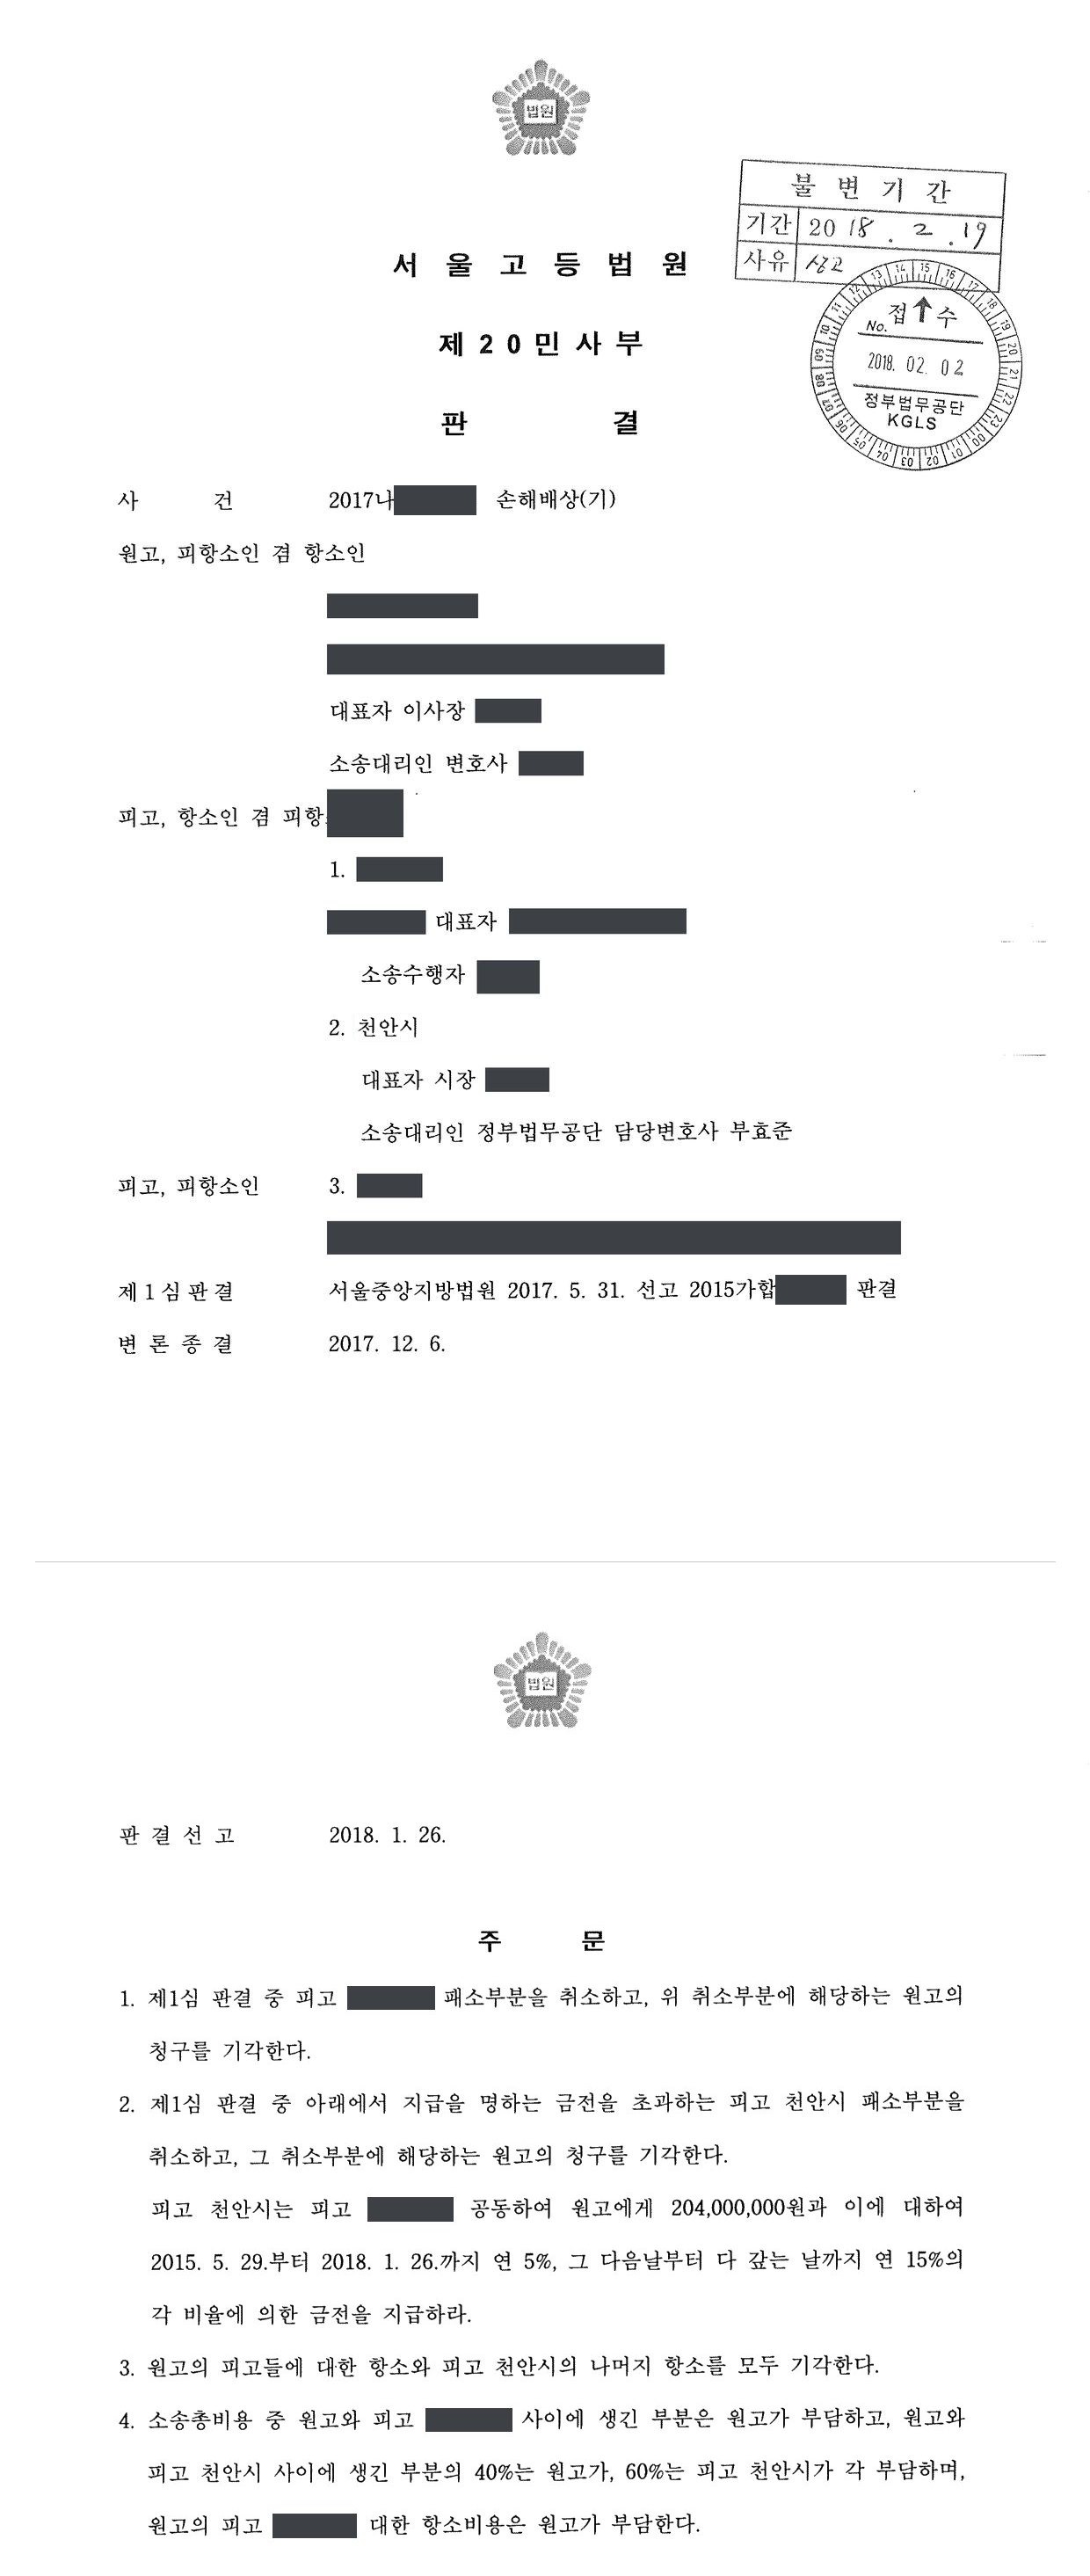 법원
불 변 기 간
기간 2018. 2. 19
사유 상고
서 울 고 등 법 원
제 2 0 민 사 부
판 결
접 수
No.
2018. 02. 02
정부법무공단
KGLS
사 건 2017나 손해배상(기)
원고, 피항소인 겸 항소인
대표자 이사장
소송대리인 변호사
피고, 항소인 겸 피항
1.
대표자
소송수행자
2. 천안시
대표자 시장
소송대리인 정부법무공단 담당변호사 부효준
피고, 피항소인 3.
제 1 심 판 결 서울중앙지방법원 2017. 5. 31. 선고 2015가합 판결
변 론 종 결 2017. 12. 6.
법원
판 결 선 고 2018. 1. 26.
주 문
1. 제1심 판결 중 피고 패소부분을 취소하고, 위 취소부분에 해당하는 원고의
청구를 기각한다.
2. 제1심 판결 중 아래에서 지급을 명하는 금전을 초과하는 피고 천안시 패소부분을
취소하고, 그 취소부분에 해당하는 원고의 청구를 기각한다.
피고 천안시는 피고 공동하여 원고에게 204,000,000원과 이에 대하여
2015. 5. 29.부터 2018. 1. 26.까지 연 5%, 그 다음날부터 다 갚는 날까지 연 15%의
각 비율에 의한 금전을 지급하라.
3. 원고의 피고들에 대한 항소와 피고 천안시의 나머지 항소를 모두 기각한다.
4. 소송총비용 중 원고와 피고 사이에 생긴 부분은 원고가 부담하고, 원고와
피고 천안시 사이에 생긴 부분의 40%는 원고가, 60%는 피고 천안시가 각 부담하며,
원고의 피고 대한 항소비용은 원고가 부담한다.